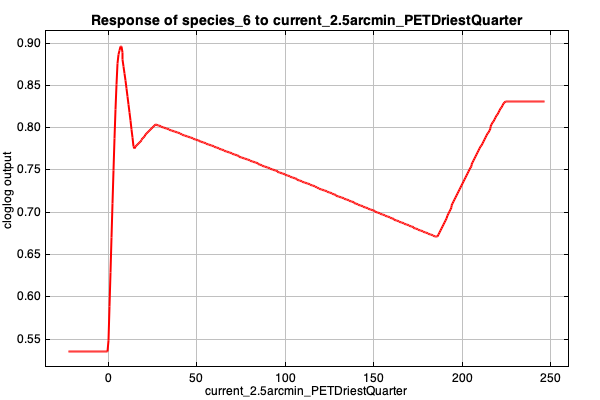 Response of species_6 to current_2.5arcmin_PETDriestQuarter
cloglog output
0.90
0.85
0.80
0.75
0.70
0.65
0.60
0.55
0 50 100 150 200 250
current_2.5arcmin_PETDriestQuarter